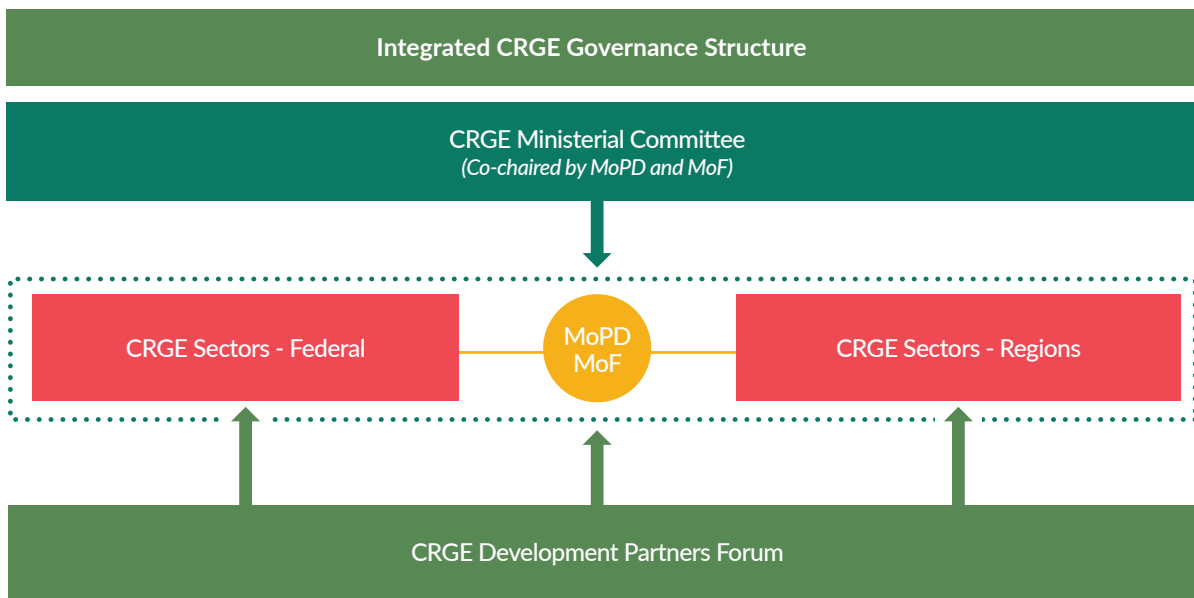 Integrated CRGE Governance Structure
CRGE Ministerial Committee
(Co-chaired by MoPD and MoF)
CRGE Sectors - Federal
MoPD
MoF
CRGE Sectors - Regions
CRGE Development Partners Forum